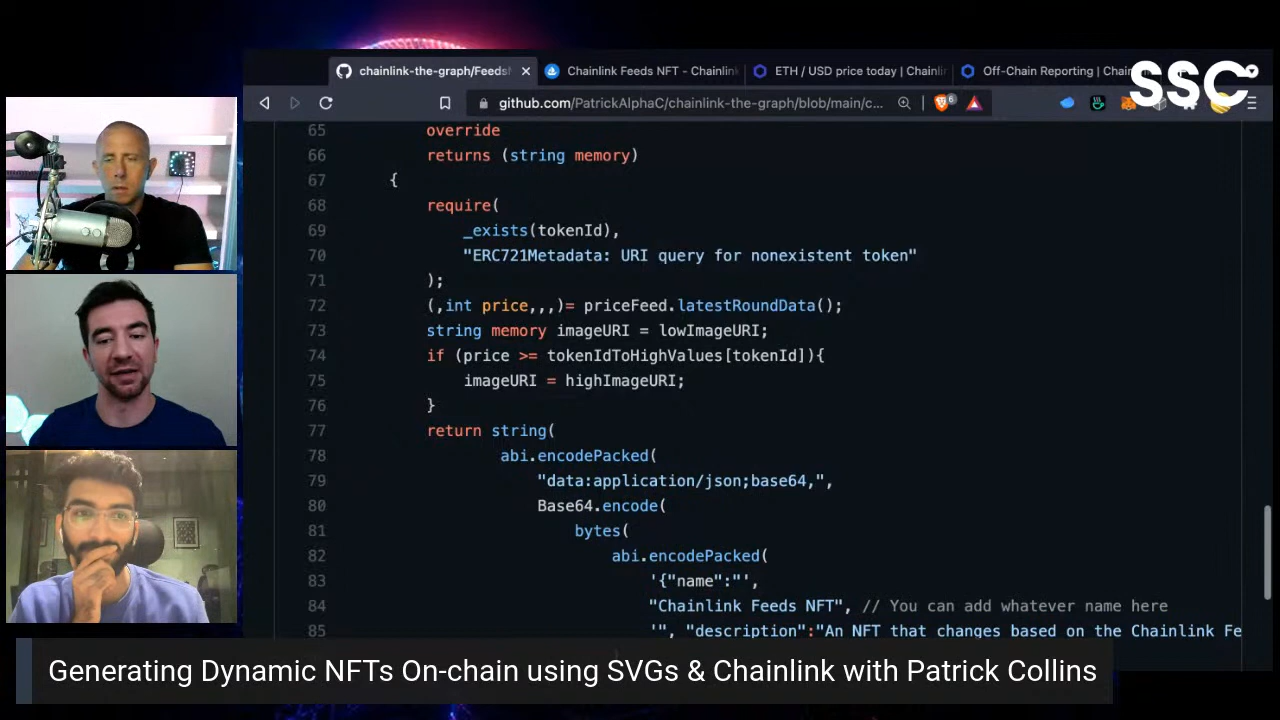 SSC
chainlink-the-graph/FeedsN
Chainlink Feeds NFT - Chainlink
ETH / USD price today | Chainli
Off-Chain Reporting | Chain
github.com/PatrickAlphaC/chainlink-the-graph/blob/main/c...
6
65 override
66 returns (string memory)
67 {
68 require(
69 _exists(tokenId),
70 "ERC721Metadata: URI query for nonexistent token"
71 );
72 (,int price,,,)= priceFeed.latestRoundData();
73 string memory imageURI = lowImageURI;
74 if (price >= tokenIdToHighValues[tokenId]){
75 imageURI = highImageURI;
76 }
77 return string(
78 abi.encodePacked(
79 "data:application/json;base64,",
80 Base64.encode(
81 bytes(
82 abi.encodePacked(
83 '{"name":"',
84 "Chainlink Feeds NFT", // You can add whatever name here
85 '", "description":"An NFT that changes based on the Chainlink Fe
Generating Dynamic NFTs On-chain using SVGs & Chainlink with Patrick Collins